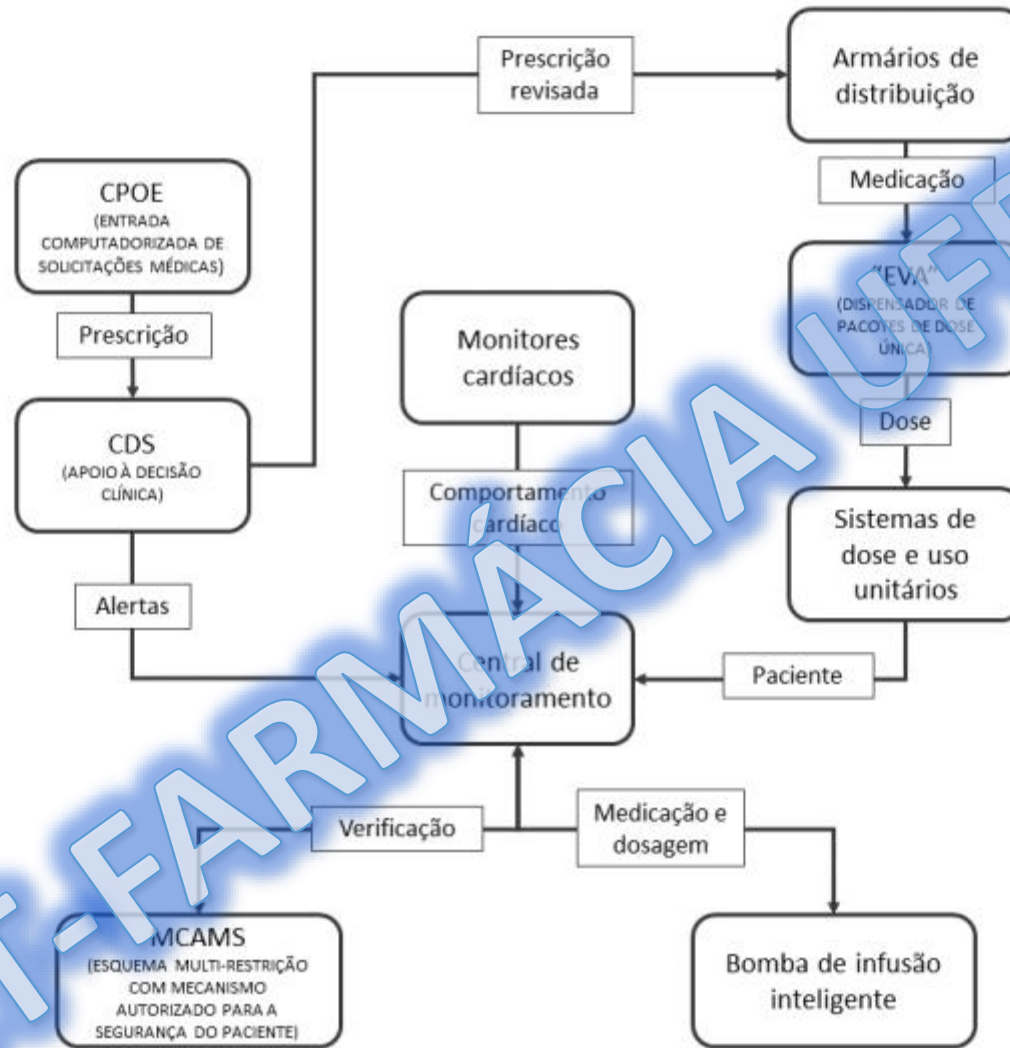 Prescrição
revisada
Armários de
distribuição
CPOE
(ENTRADA
COMPUTADORIZADA DE
SOLICITAÇÕES MÉDICAS)
Medicação
"EVA"
(DISPENSADOR DE
PACOTES DE DOSE
ÚNICA)
Prescrição
Monitores
cardíacos
CDS
(APOIO À DECISÃO
CLÍNICA)
Dose
Comportamento
cardíaco
Sistemas de
dose e uso
unitários
Alertas
Central de
monitoramento
Paciente
Verificação
Medicação e
dosagem
MCAMS
(ESQUEMA MULTI-RESTRIÇÃO
COM MECANISMO
AUTORIZADO PARA A
SEGURANÇA DO PACIENTE)
Bomba de infusão
inteligente
T-FARMÁCIA